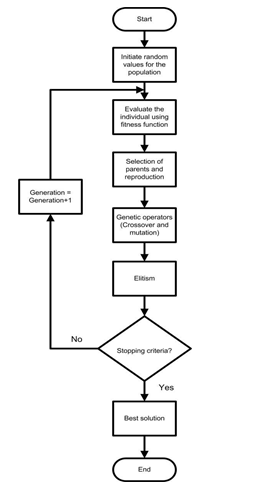 Start
Initiate random
values for the
population
Evaluate the
individual using
fitness function
Selection of
parents and
reproduction
Generation =
Generation+1
Genetic operators
(Crossover and
mutation)
Elitism
No
Stopping criteria?
Yes
Best solution
End